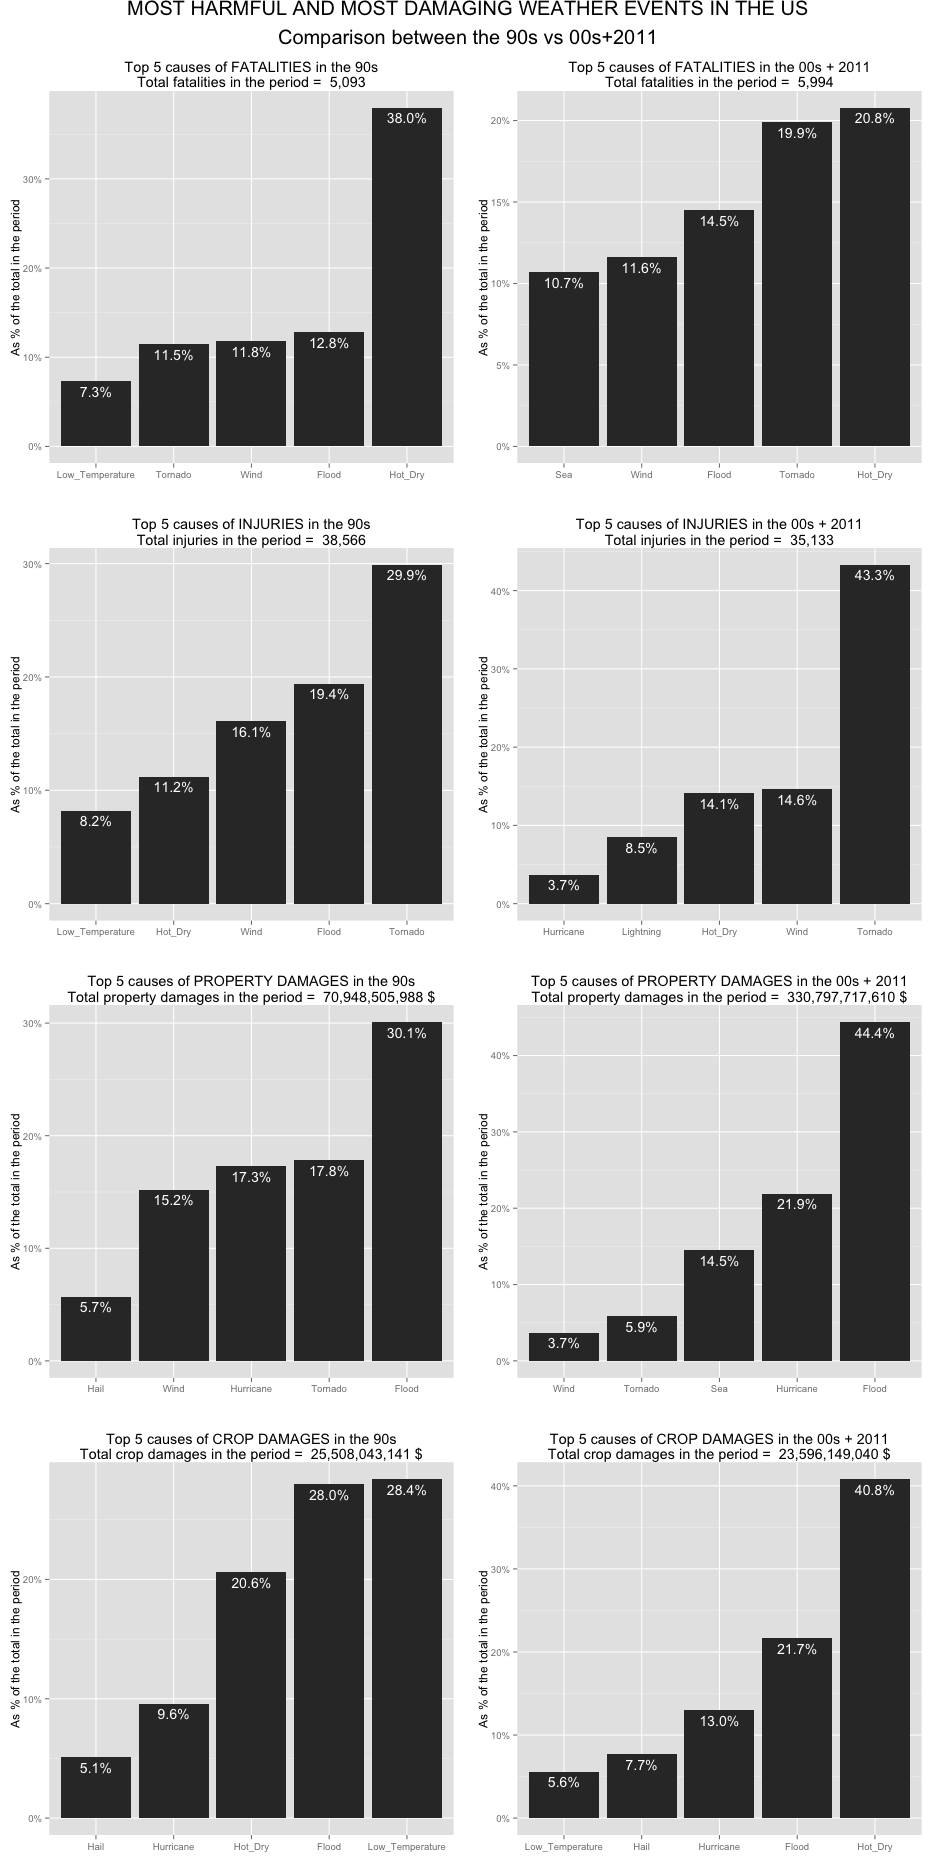 MOST HARMFUL AND MOST DAMAGING WEATHER EVENTS IN THE US
Comparison between the 90s vs 00s+2011
Top 5 causes of FATALITIES in the 90s
Total fatalities in the period =  5,093
As % of the total in the period
30%
20%
10%
0%
7.3%
11.5%
11.8%
12.8%
38.0%
Low_Temperature
Tornado
Wind
Flood
Hot_Dry
Top 5 causes of FATALITIES in the 00s + 2011
Total fatalities in the period =  5,994
As % of the total in the period
20%
15%
10%
5%
0%
10.7%
11.6%
14.5%
19.9%
20.8%
Sea
Wind
Flood
Tornado
Hot_Dry
Top 5 causes of INJURIES in the 90s
Total injuries in the period =  38,566
As % of the total in the period
30%
20%
10%
0%
8.2%
11.2%
16.1%
19.4%
29.9%
Low_Temperature
Hot_Dry
Wind
Flood
Tornado
Top 5 causes of INJURIES in the 00s + 2011
Total injuries in the period =  35,133
As % of the total in the period
40%
30%
20%
10%
0%
3.7%
8.5%
14.1%
14.6%
43.3%
Hurricane
Lightning
Hot_Dry
Wind
Tornado
Top 5 causes of PROPERTY DAMAGES in the 90s
Total property damages in the period =  70,948,505,988 $
As % of the total in the period
30%
20%
10%
0%
5.7%
15.2%
17.3%
17.8%
30.1%
Hail
Wind
Hurricane
Tornado
Flood
Top 5 causes of PROPERTY DAMAGES in the 00s + 2011
Total property damages in the period =  330,797,717,610 $
As % of the total in the period
40%
30%
20%
10%
0%
3.7%
5.9%
14.5%
21.9%
44.4%
Wind
Tornado
Sea
Hurricane
Flood
Top 5 causes of CROP DAMAGES in the 90s
Total crop damages in the period =  25,508,043,141 $
As % of the total in the period
20%
10%
0%
5.1%
9.6%
20.6%
28.0%
28.4%
Hail
Hurricane
Hot_Dry
Flood
Low_Temperature
Top 5 causes of CROP DAMAGES in the 00s + 2011
Total crop damages in the period =  23,596,149,040 $
As % of the total in the period
40%
30%
20%
10%
0%
5.6%
7.7%
13.0%
21.7%
40.8%
Low_Temperature
Hail
Hurricane
Flood
Hot_Dry